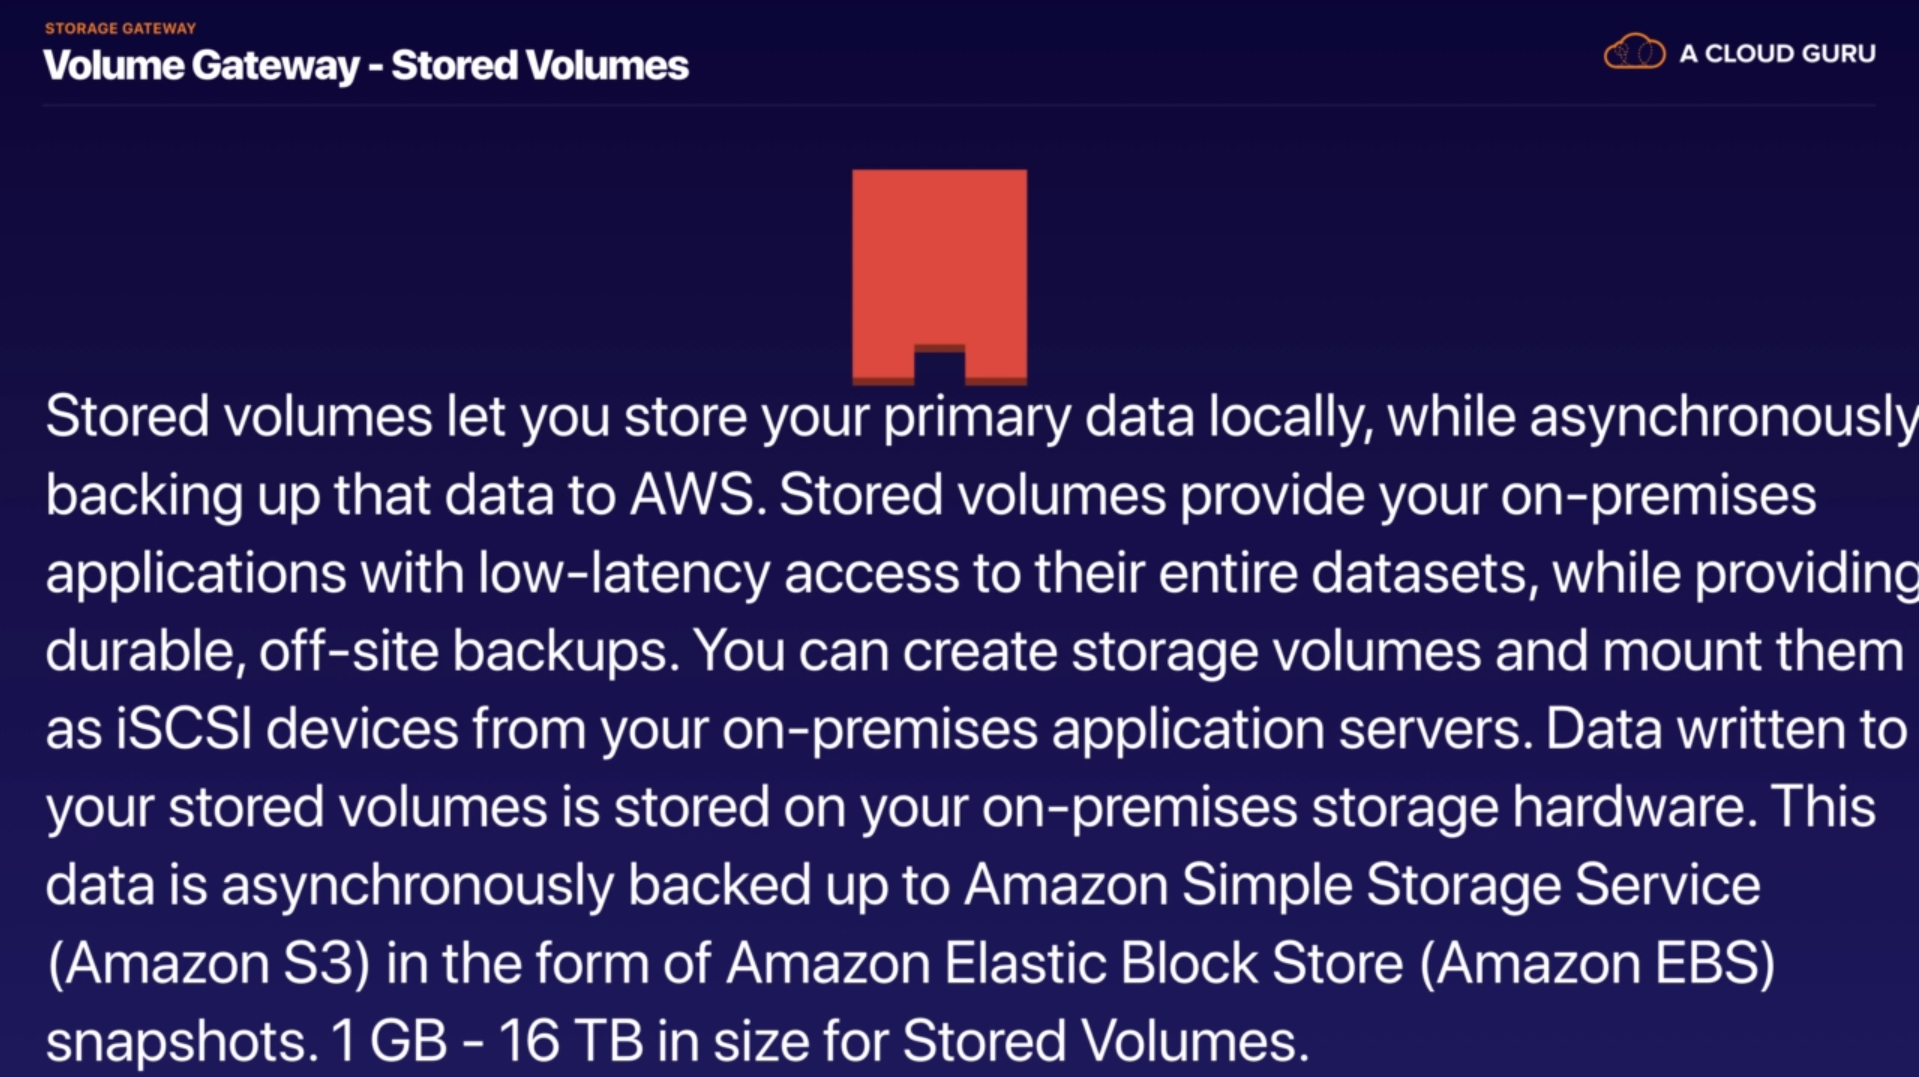 STORAGE GATEWAY
Volume Gateway - Stored Volumes
A CLOUD GURU
Stored volumes let you store your primary data locally, while asynchronously
backing up that data to AWS. Stored volumes provide your on-premises
applications with low-latency access to their entire datasets, while providing
durable, off-site backups. You can create storage volumes and mount them
as iSCSI devices from your on-premises application servers. Data written to
your stored volumes is stored on your on-premises storage hardware. This
data is asynchronously backed up to Amazon Simple Storage Service
(Amazon S3) in the form of Amazon Elastic Block Store (Amazon EBS)
snapshots. 1 GB - 16 TB in size for Stored Volumes.